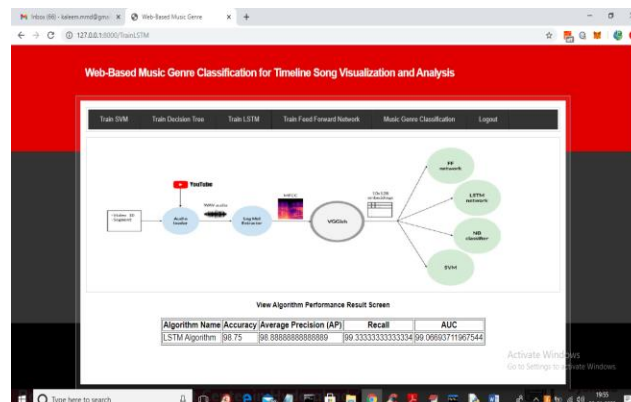 Inbox (66) - kaleem.mmd@gmai
Web-Based Music Genre
127.0.0.1:8000/TrainLSTM
Web-Based Music Genre Classification for Timeline Song Visualization and Analysis
Train SVM Train Decision Tree Train LSTM Train Feed Forward Network Music Genre Classification Logout
YouTube
WAV audio
Audio
Log Mel
Extractor
VGGish
embeddings
FF
network
LSTM
network
NB
classifier
SVM
View Algorithm Performance Result Screen
Algorithm Name Accuracy Average Precision (AP) Recall AUC
LSTM Algorithm 98.75 98.88888888888889 99.33333333333334 99.06693711967544
Activate Windows
Go to Settings to activate Windows.
Type here to search
19:55